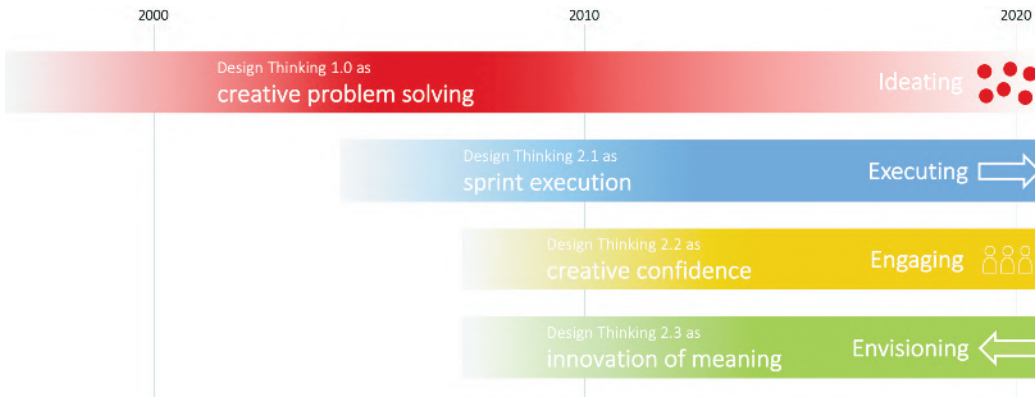 2000
2010
2020
Design Thinking 1.0 as
creative problem solving
Ideating
Design Thinking 2.1 as
sprint execution
Executing
Design Thinking 2.2 as
creative confidence
Engaging
Design Thinking 2.3 as
innovation of meaning
Envisioning